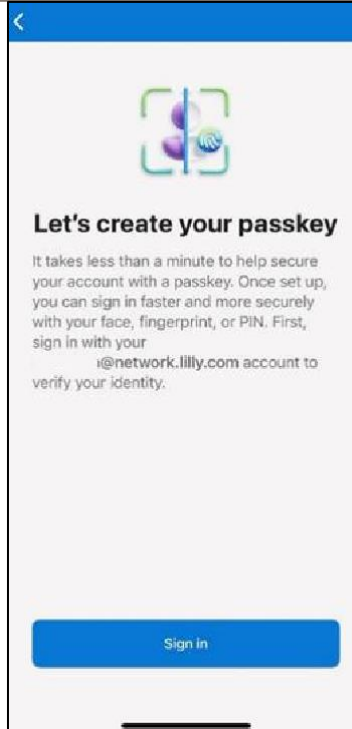 Let's create your passkey
It takes less than a minute to help secure
your account with a passkey. Once set up,
you can sign in faster and more securely
with your face, fingerprint, or PIN. First,
sign in with your
@network.lilly.com account to
verify your identity.
Sign in